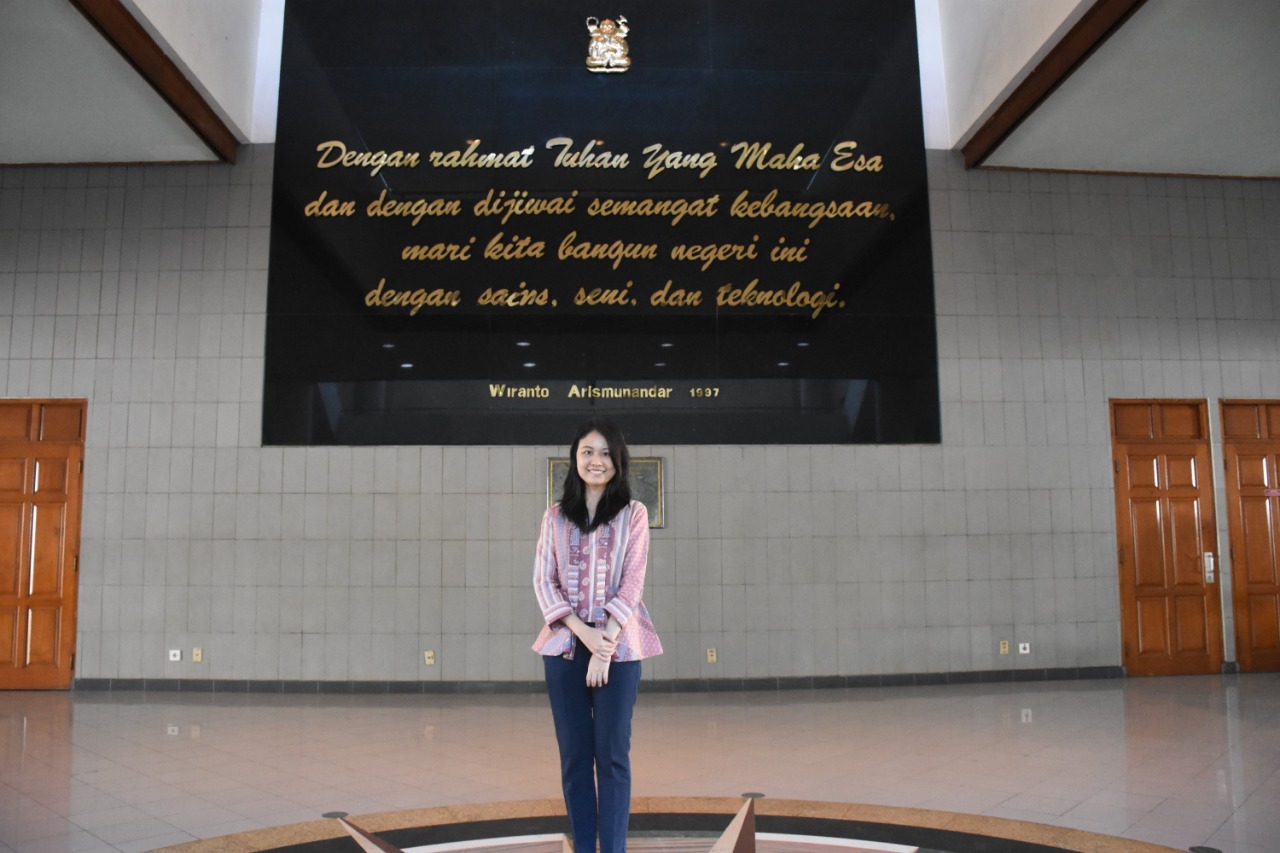 Dengan rahmat Tuhan Yang Maha Esa
dan dengan dijiwai semangat kebangsaan,
mari kita bangun negeri ini
dengan sains, seni, dan teknologi.
Wiranto Arismunandar 1997